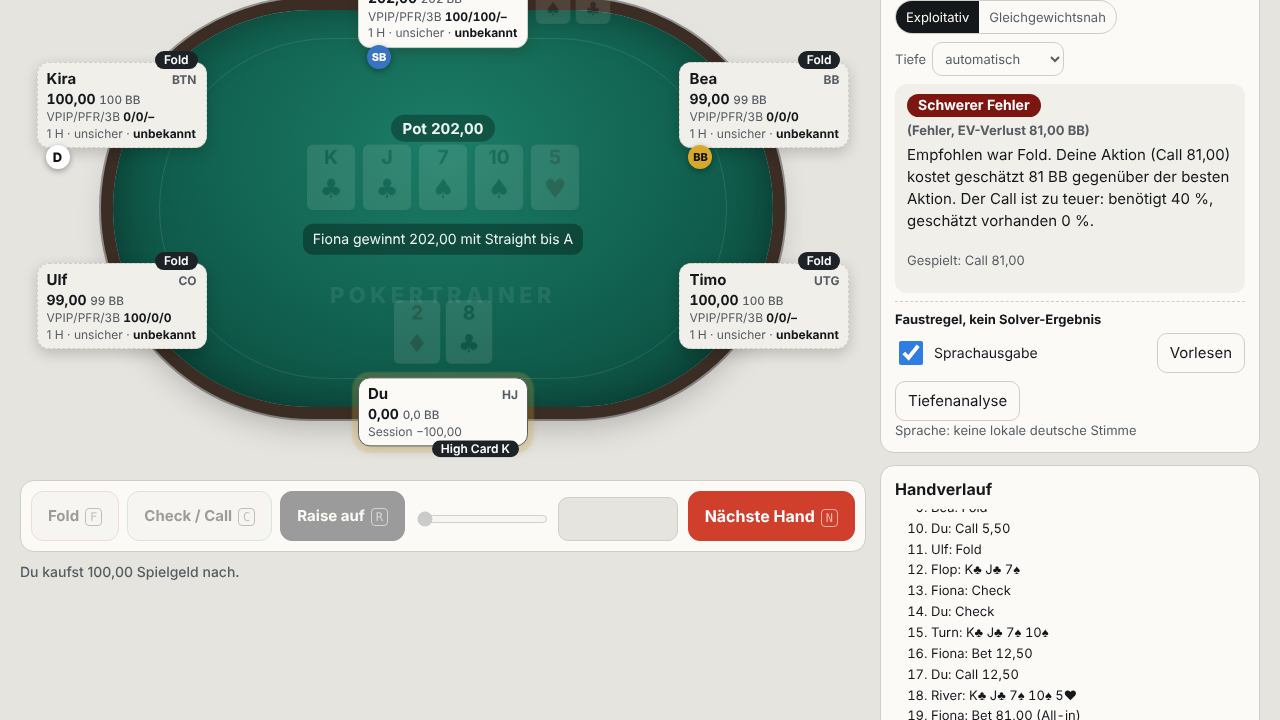 VPIP/PFR/3B 100/100/–
1 H · unsicher · unbekannt
♠ ♣
SB
Fold
Kira BTN
100,00 100 BB
VPIP/PFR/3B 0/0/–
1 H · unsicher · unbekannt
D
Fold
Bea BB
99,00 99 BB
VPIP/PFR/3B 0/0/0
1 H · unsicher · unbekannt
BB
Pot 202,00
K J 7 10 5
♣ ♣ ♠ ♠ ♥
Fiona gewinnt 202,00 mit Straight bis A
Fold
Ulf CO
99,00 99 BB
VPIP/PFR/3B 100/0/0
1 H · unsicher · unbekannt
Fold
Timo UTG
100,00 100 BB
VPIP/PFR/3B 0/0/–
1 H · unsicher · unbekannt
POKERTRAINER
2 8
♦ ♣
Du HJ
0,00 0,0 BB
Session −100,00
High Card K
Fold F
Check / Call C
Raise auf R
Nächste Hand N
Du kaufst 100,00 Spielgeld nach.
Exploitativ Gleichgewichtsnah
Tiefe automatisch
Schwerer Fehler
(Fehler, EV-Verlust 81,00 BB)
Empfohlen war Fold. Deine Aktion (Call 81,00)
kostet geschätzt 81 BB gegenüber der besten
Aktion. Der Call ist zu teuer: benötigt 40 %,
geschätzt vorhanden 0 %.
Gespielt: Call 81,00
Faustregel, kein Solver-Ergebnis
Sprachausgabe Vorlesen
Tiefenanalyse
Sprache: keine lokale deutsche Stimme
Handverlauf
9. Bea: Fold
10. Du: Call 5,50
11. Ulf: Fold
12. Flop: K♣ J♣ 7♠
13. Fiona: Check
14. Du: Check
15. Turn: K♣ J♣ 7♠ 10♠
16. Fiona: Bet 12,50
17. Du: Call 12,50
18. River: K♣ J♣ 7♠ 10♠ 5♥
19. Fiona: Bet 81,00 (All-in)